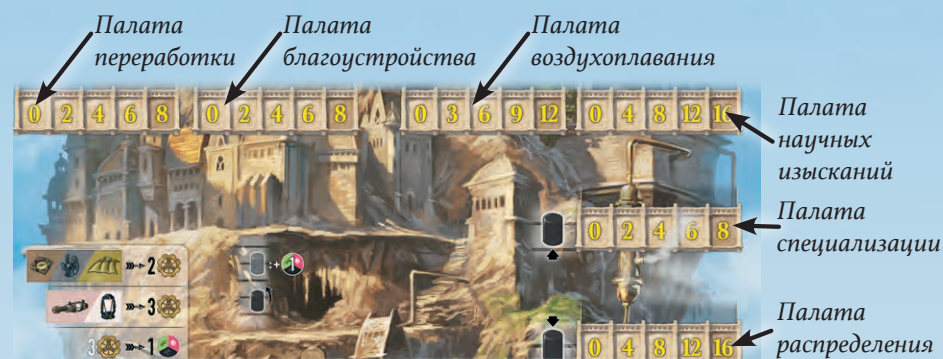 Палата
переработки
Палата
благоустройства
Палата
воздухоплавания
0 2 4 6 8
0 2 4 6 8
0 3 6 9 12
0 4 8 12 16
Палата
научных
изысканий
0 2 4 6 8
Палата
специализации
2
:+1
3
3 1
0 4 8 12 16
Палата
распределения